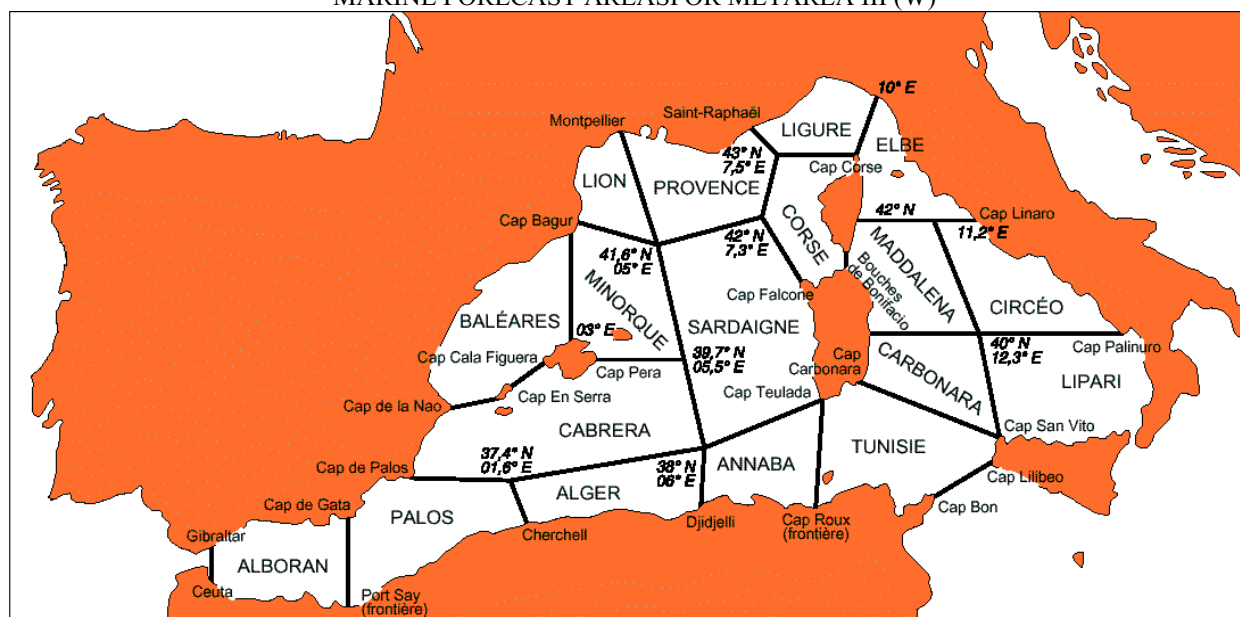 MARINE FORECAST AREASFOR METAREA III (W)
10° E
Saint-Raphaël
Montpellier
LIGURE
ELBE
43° N
7,5° E
Cap Corse
LION
PROVENCE
Cap Bagur
42° N
Cap Linaro
11,2° E
CORSE
42° N
7,3° E
41,6° N
05° E
MADDALENA
Bouches
de Bonifacio
MINORQUE
Cap Falcone
CIRCÉO
BALÉARES
03° E
SARDAIGNE
Cap Cala Figuera
39,7° N
05,5° E
Cap
Carbonara
40° N
12,3° E
Cap Palinuro
Cap Pera
CARBONARA
LIPARI
Cap de la Nao
Cap En Serra
Cap Teulada
CABRERA
Cap San Vito
37,4° N
01,6° E
TUNISIE
Cap de Palos
38° N
06° E
ANNABA
Cap Lilibeo
ALGER
Cap de Gata
PALOS
Cap Bon
Gibraltar
Cherchell
Djidjelli
Cap Roux
(frontière)
ALBORAN
Ceuta
Port Say
(frontière)